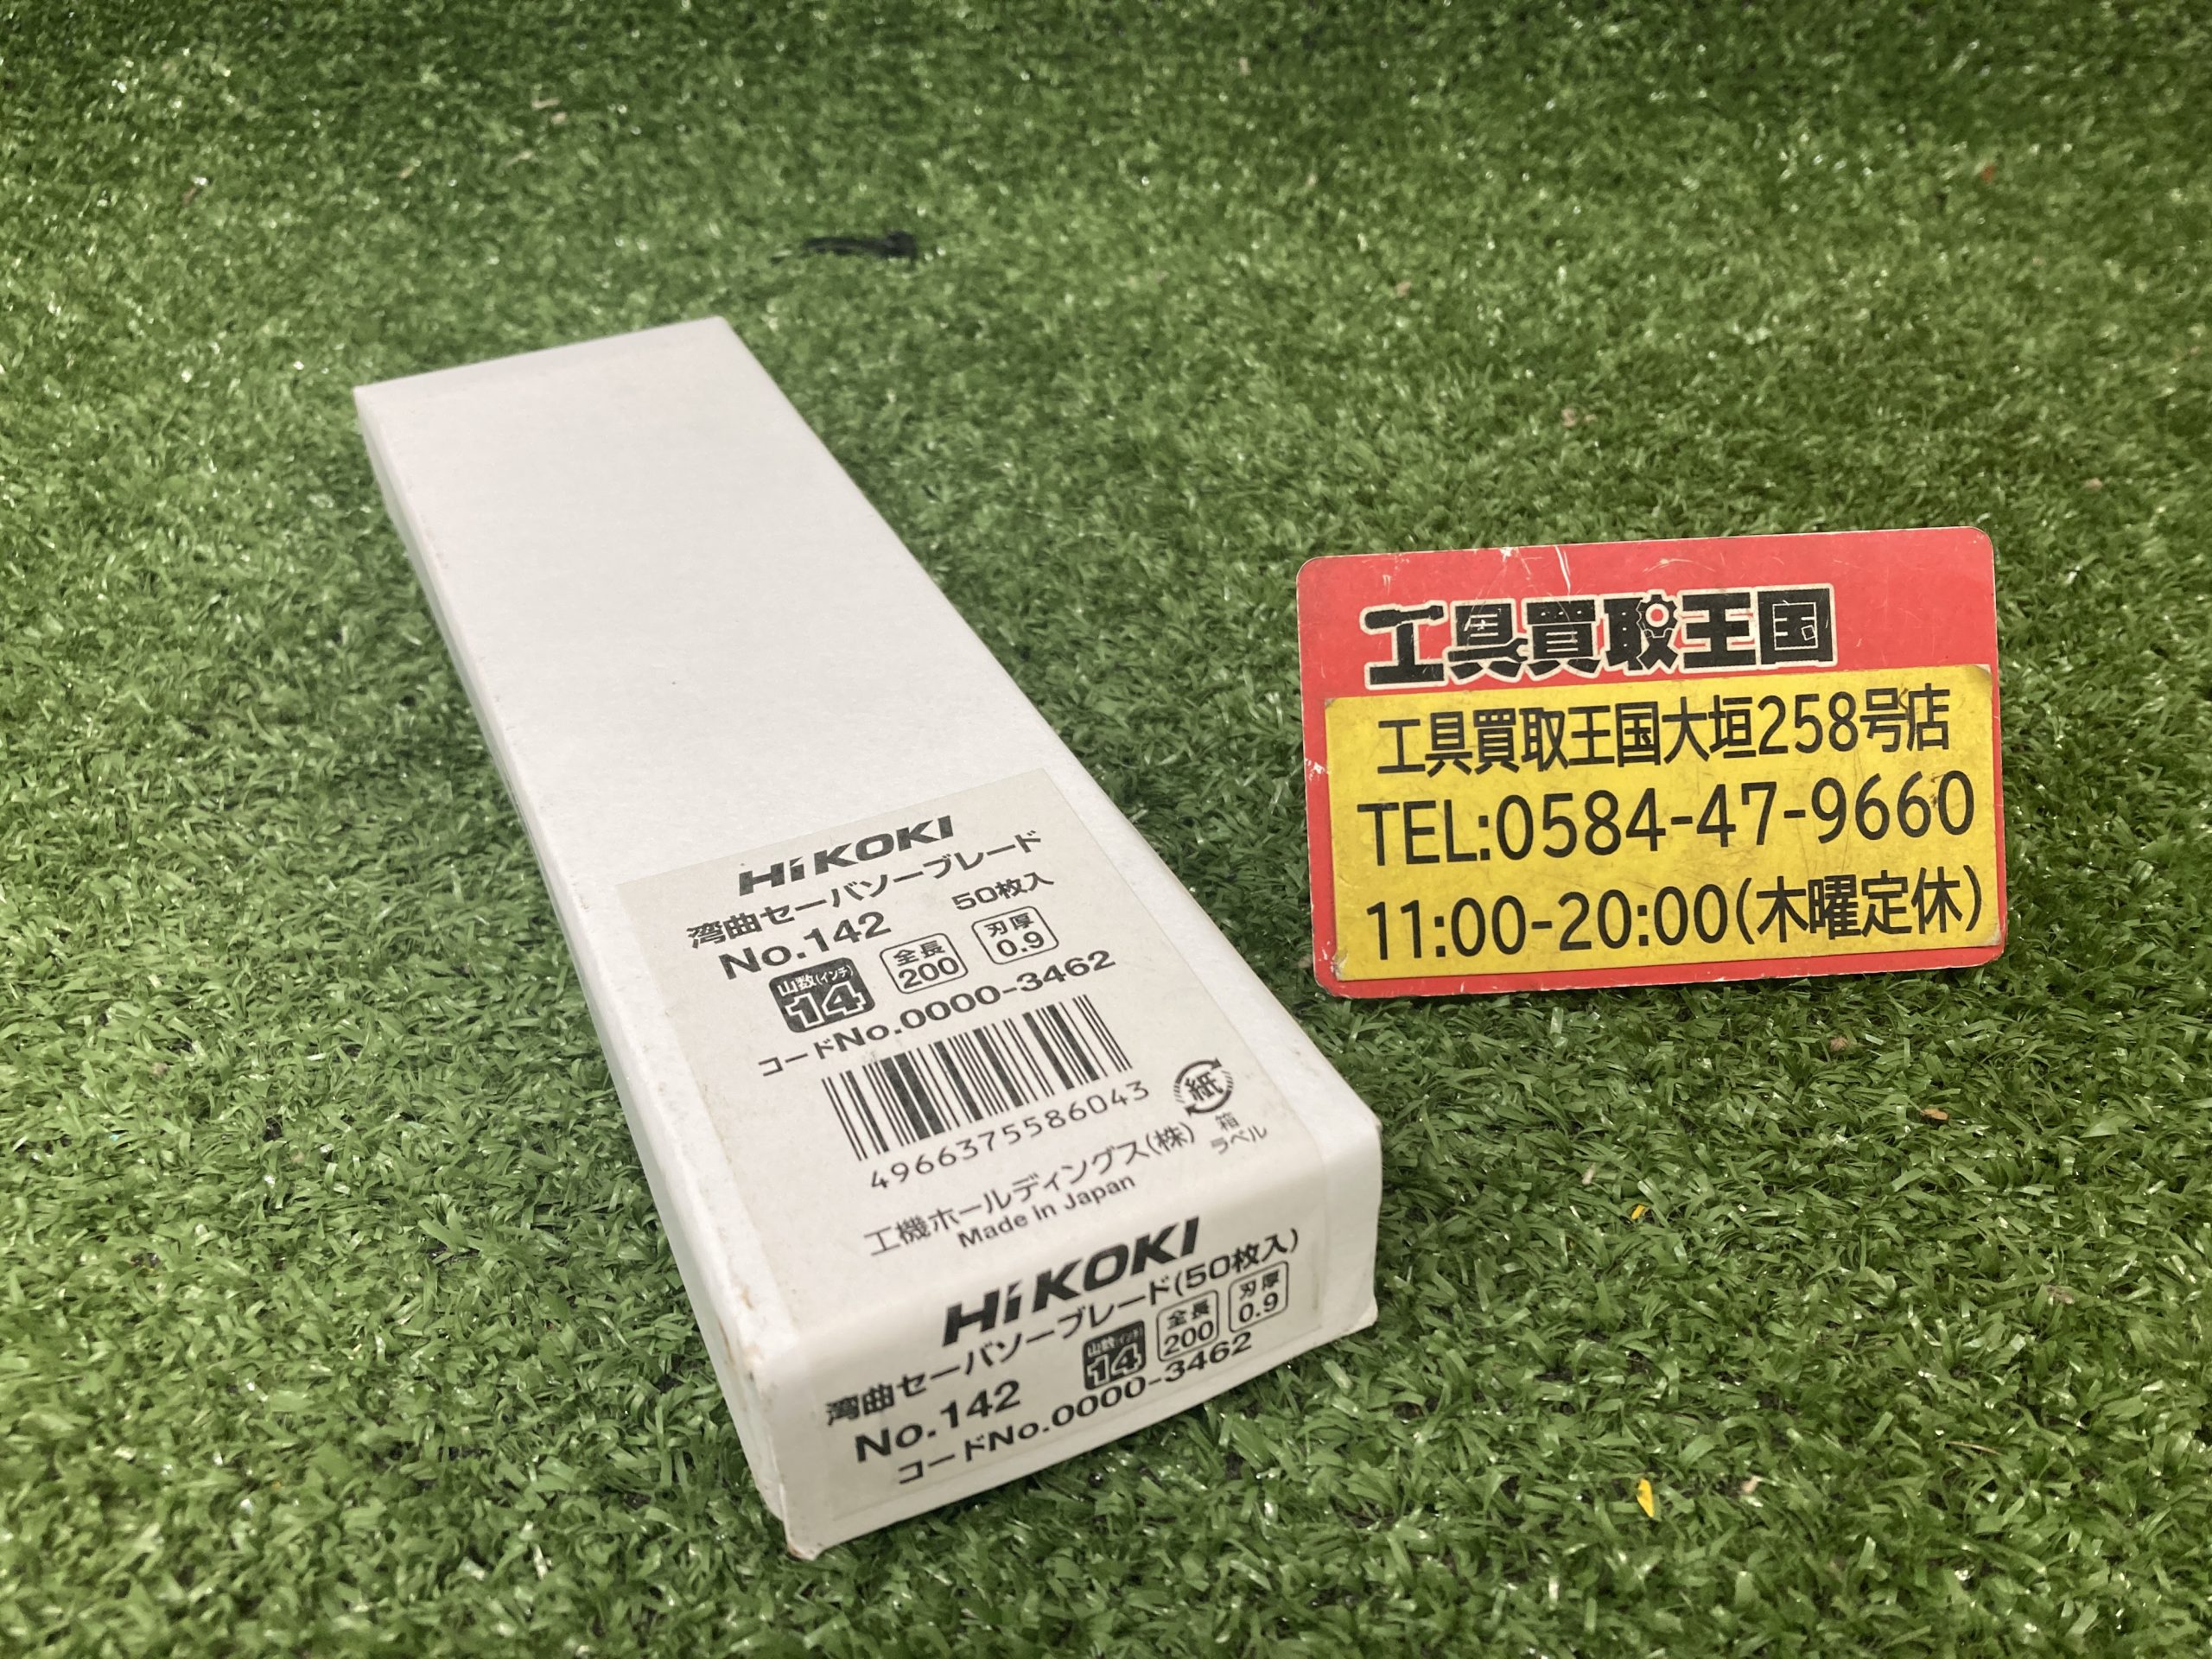 HiKOKI
湾曲セーバソーブレード
No.142 50枚入
山数(インチ) 14 全長 200 刃厚 0.9
コードNo.0000-3462
4966375586043
紙
箱
ラベル
工機ホールディングス(株)
Made In Japan
HiKOKI
湾曲セーバソーブレード(50枚入)
No.142 山数(インチ) 14 全長 200 刃厚 0.9
コードNo.0000-3462
工具買取王国
工具買取王国大垣258号店
TEL:0584-47-9660
11:00-20:00(木曜定休)